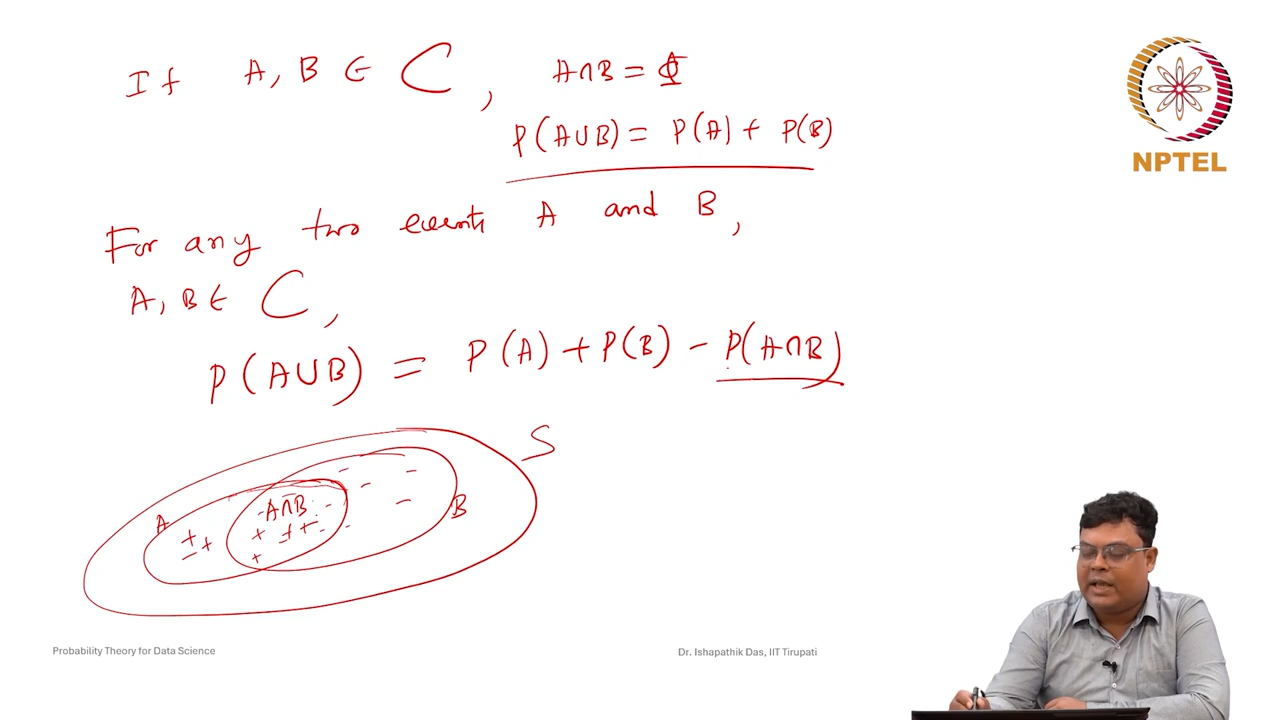 If A, B ∈ C, A∩B = Φ
P(A∪B) = P(A) + P(B)
For any two events A and B,
A, B ∈ C,
P(A∪B) = P(A) + P(B) - P(A∩B)
S
A
A∩B
B
NPTEL
Probability Theory for Data Science
Dr. Ishapathik Das, IIT Tirupati